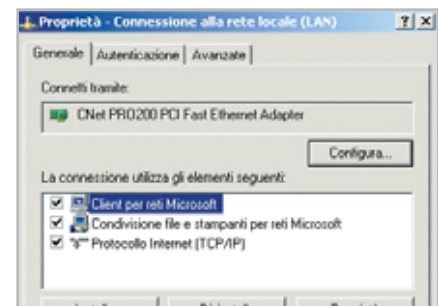 Proprietà - Connessione alla rete locale (LAN)
Generale Autenticazione Avanzate
Connetti tramite:
CNet PRO200 PCI Fast Ethernet Adapter
Configura...
La connessione utilizza gli elementi seguenti:
Client per reti Microsoft
Condivisione file e stampanti per reti Microsoft
Protocollo Internet (TCP/IP)